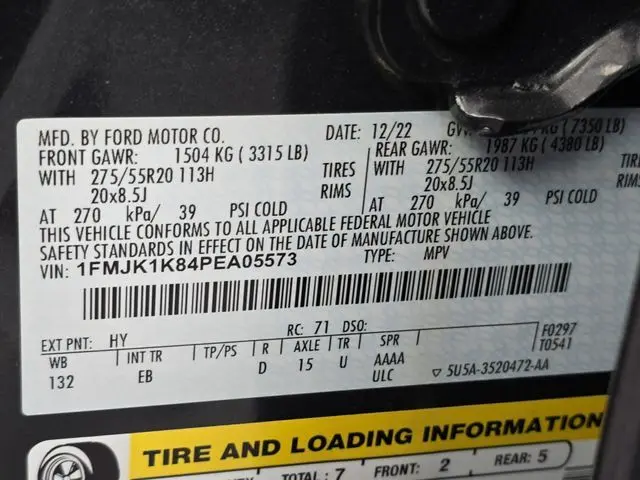 MFD. BY FORD MOTOR CO. DATE: 12/22 KG ( 7350 LB)
FRONT GAWR: 1504 KG ( 3315 LB) REAR GAWR: 1987 KG ( 4380 LB)
WITH 275/55R20 113H TIRES 275/55R20 113H
WITH
20x8.5J RIMS 20x8.5J
AT 270 kPa/ 39 PSI COLD AT 270 kPa/ 39 PSI COLD
THIS VEHICLE CONFORMS TO ALL APPLICABLE FEDERAL MOTOR VEHICLE
SAFETY STANDARDS IN EFFECT ON THE DATE OF MANUFACTURE SHOWN ABOVE.
VIN: 1FMJK1K84PEA05573 TYPE: MPV
EXT PNT: HY RC: 71 DSO: F0297
WB INT TR TP/PS R AXLE TR SPR T0541
132 EB D 15 U AAAA
ULC ▽ 5U5A-3520472-AA
TIRE AND LOADING INFORMATION
TOTAL: 7 FRONT: 2 REAR: 5